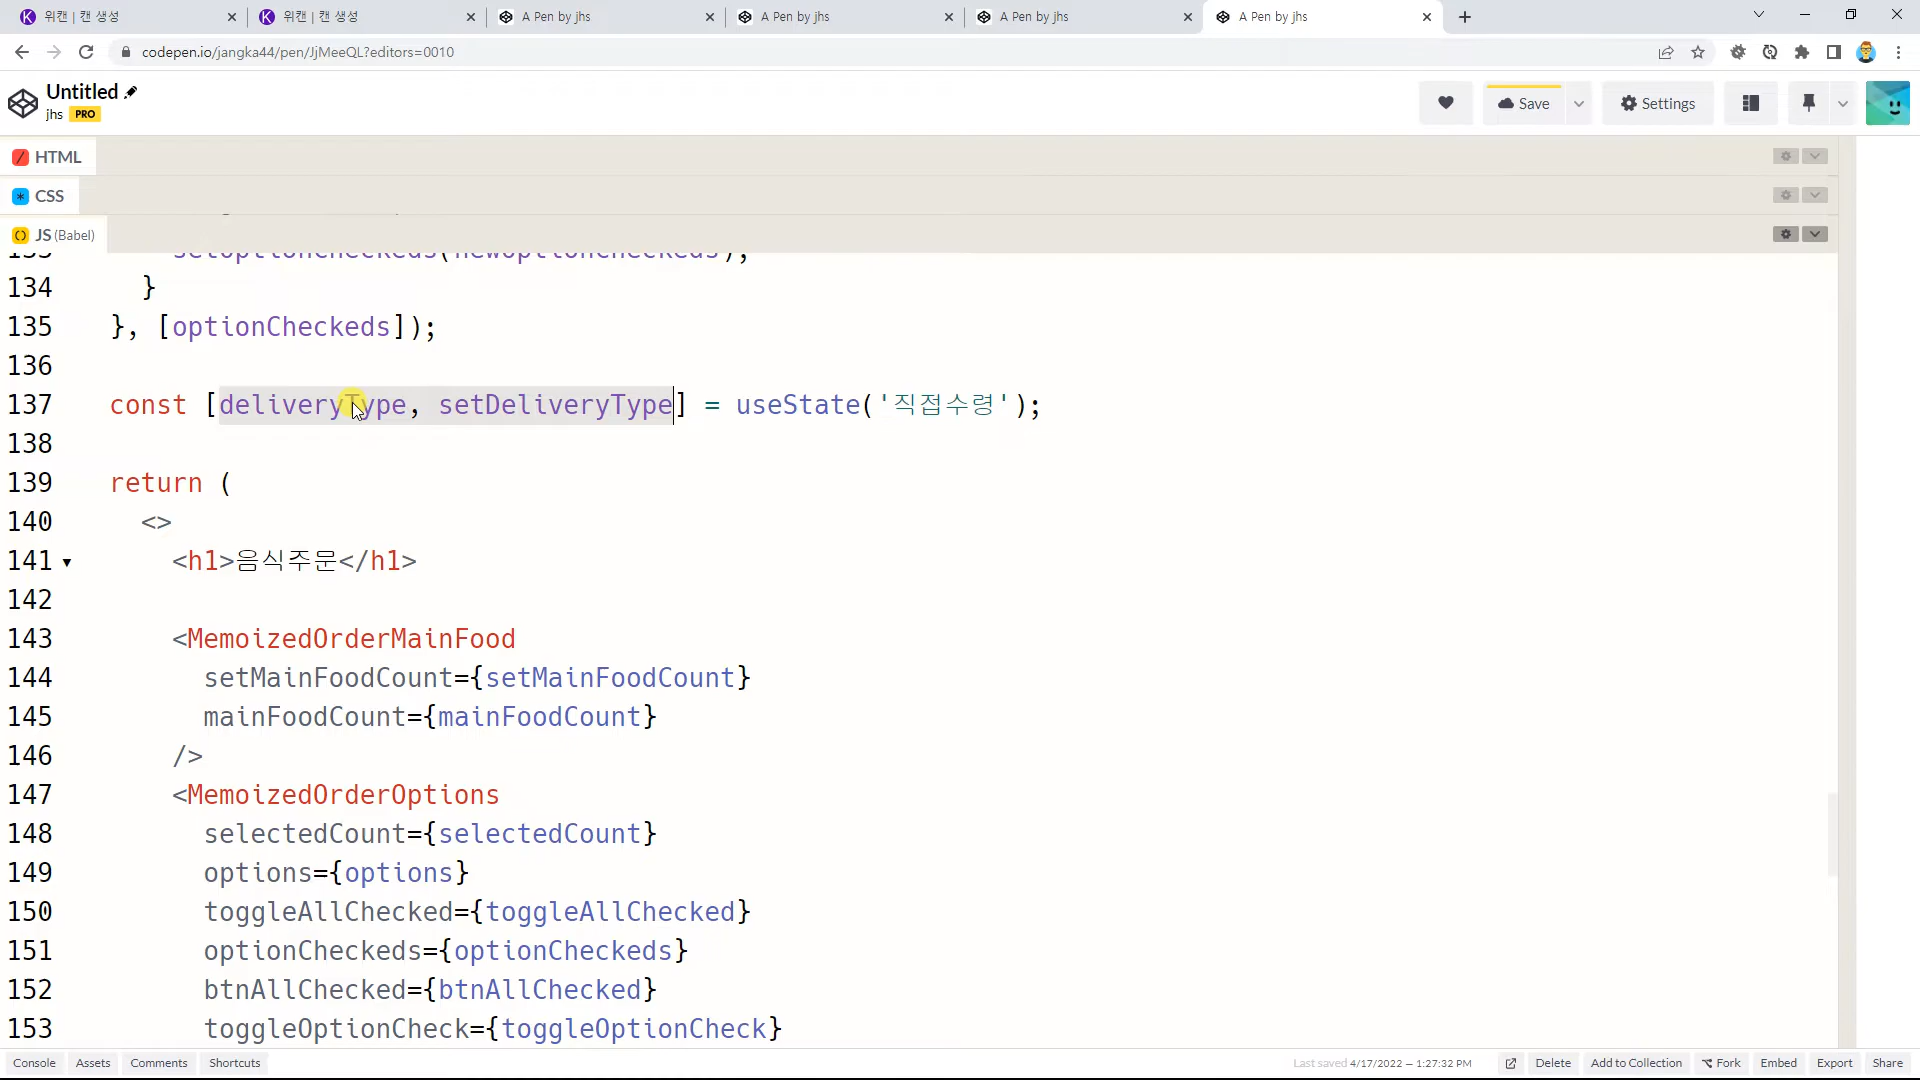 위캔 | 캔 생성
위캔 | 캔 생성
A Pen by jhs
A Pen by jhs
A Pen by jhs
A Pen by jhs
codepen.io/jangka44/pen/JjMeeQL?editors=0010
Untitled
jhs PRO
Save
Settings
HTML
CSS
JS (Babel)
133 setOptionCheckeds(newOptionCheckeds);
134 }
135 }, [optionCheckeds]);
136
137 const [deliveryType, setDeliveryType] = useState('직접수령');
138
139 return (
140 <>
141 <h1>음식주문</h1>
142
143 <MemoizedOrderMainFood
144 setMainFoodCount={setMainFoodCount}
145 mainFoodCount={mainFoodCount}
146 />
147 <MemoizedOrderOptions
148 selectedCount={selectedCount}
149 options={options}
150 toggleAllChecked={toggleAllChecked}
151 optionCheckeds={optionCheckeds}
152 btnAllChecked={btnAllChecked}
153 toggleOptionCheck={toggleOptionCheck}
Console Assets Comments Shortcuts Last saved 4/17/2022 – 1:27:32 PM Delete Add to Collection Fork Embed Export Share